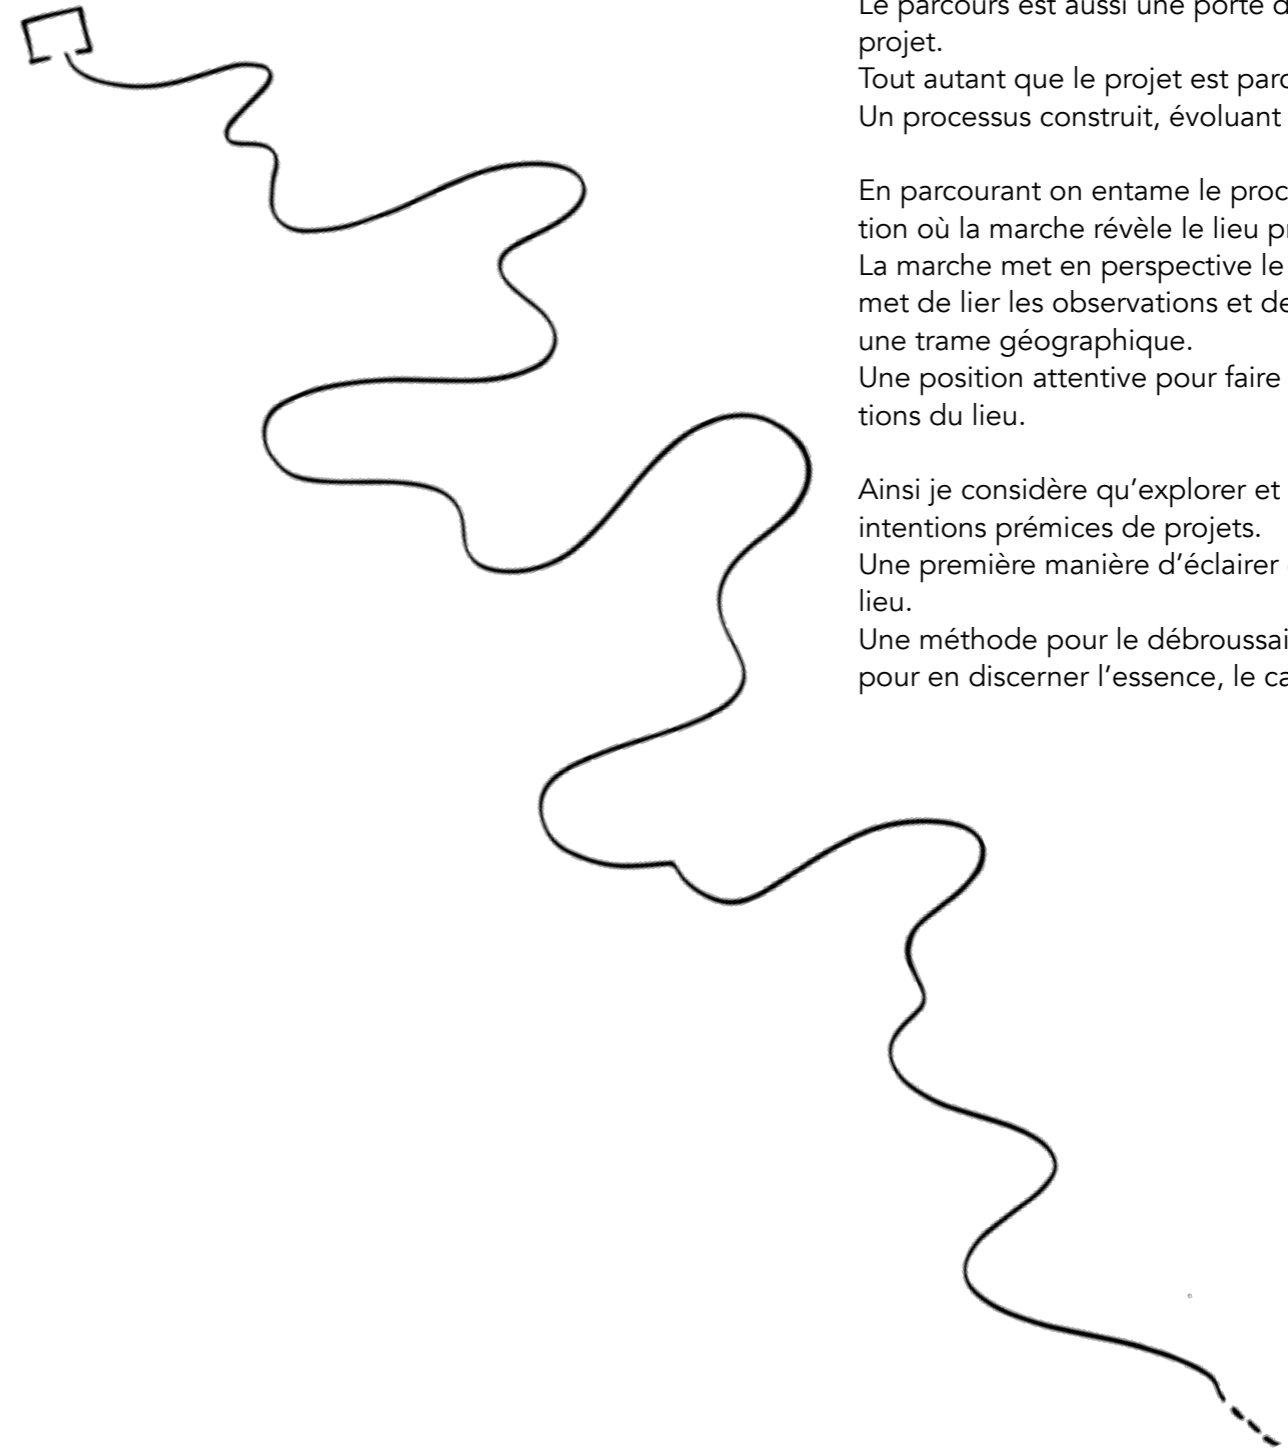 Le parcours est aussi une porte d
projet.
Tout autant que le projet est parc
Un processus construit, évoluant
En parcourant on entame le proc
tion où la marche révèle le lieu pr
La marche met en perspective le
met de lier les observations et de
une trame géographique.
Une position attentive pour faire
tions du lieu.
Ainsi je considère qu’explorer et
intentions prémices de projets.
Une première manière d’éclairer
lieu.
Une méthode pour le débroussai
pour en discerner l’essence, le ca